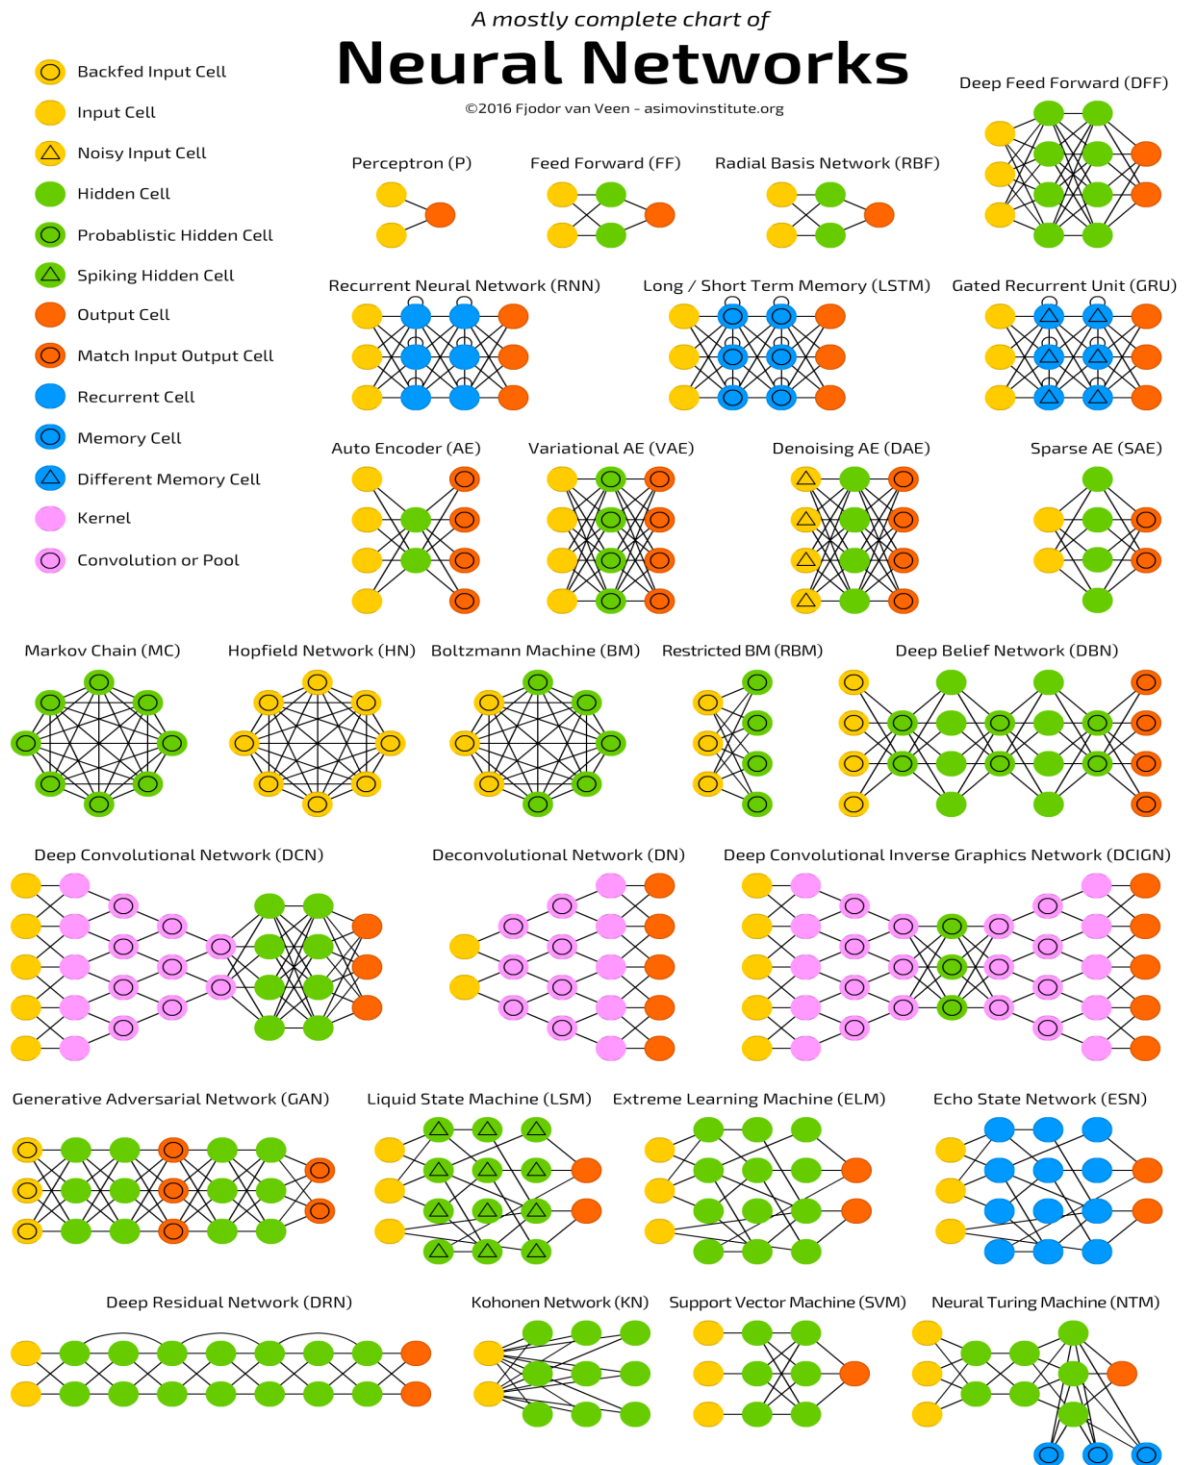 A mostly complete chart of
Neural Networks
©2016 Fjodor van Veen - asimovinstitute.org
Backfed Input Cell
Input Cell
Noisy Input Cell
Hidden Cell
Probablistic Hidden Cell
Spiking Hidden Cell
Output Cell
Match Input Output Cell
Recurrent Cell
Memory Cell
Different Memory Cell
Kernel
Convolution or Pool
Deep Feed Forward (DFF)
Perceptron (P)
Feed Forward (FF)
Radial Basis Network (RBF)
Recurrent Neural Network (RNN)
Long / Short Term Memory (LSTM)
Gated Recurrent Unit (GRU)
Auto Encoder (AE)
Variational AE (VAE)
Denoising AE (DAE)
Sparse AE (SAE)
Markov Chain (MC)
Hopfield Network (HN)
Boltzmann Machine (BM)
Restricted BM (RBM)
Deep Belief Network (DBN)
Deep Convolutional Network (DCN)
Deconvolutional Network (DN)
Deep Convolutional Inverse Graphics Network (DCIGN)
Generative Adversarial Network (GAN)
Liquid State Machine (LSM)
Extreme Learning Machine (ELM)
Echo State Network (ESN)
Deep Residual Network (DRN)
Kohonen Network (KN)
Support Vector Machine (SVM)
Neural Turing Machine (NTM)